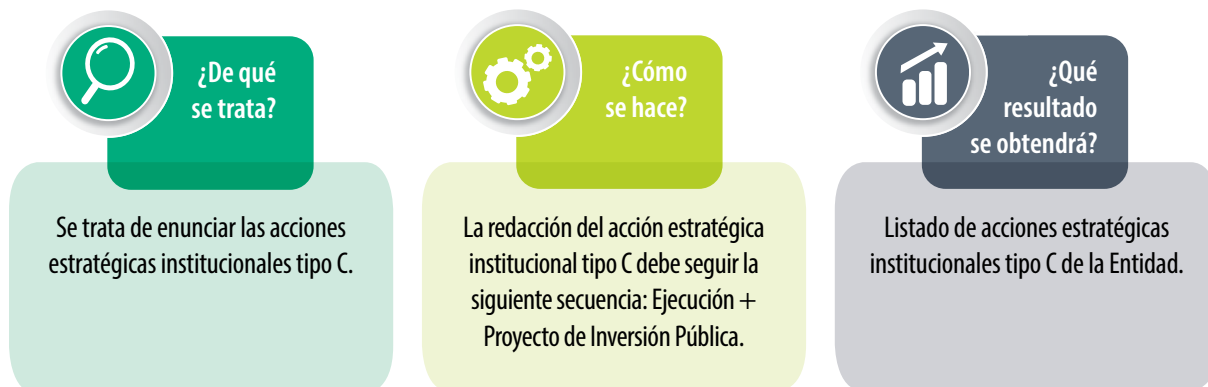 ¿De qué
se trata?
Se trata de enunciar las acciones
estratégicas institucionales tipo C.
¿Cómo
se hace?
La redacción del acción estratégica
institucional tipo C debe seguir la
siguiente secuencia: Ejecución +
Proyecto de Inversión Pública.
¿Qué
resultado
se obtendrá?
Listado de acciones estratégicas
institucionales tipo C de la Entidad.